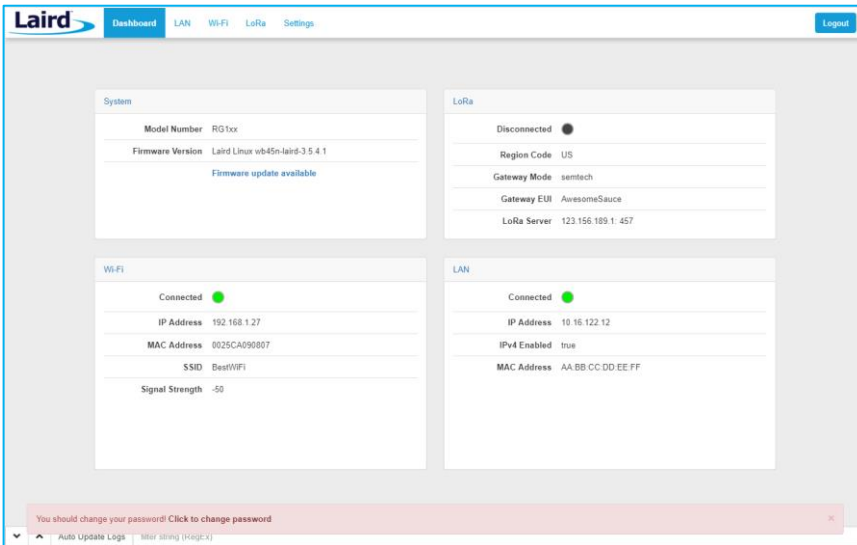 Laird Dashboard LAN Wi-Fi LoRa Settings Logout
System
Model Number RG1xx
Firmware Version Laird Linux wb45n-laird-3.5.4.1
Firmware update available
LoRa
Disconnected
Region Code US
Gateway Mode semtech
Gateway EUI AwesomeSauce
LoRa Server 123.156.189.1: 457
Wi-Fi
Connected
IP Address 192.168.1.27
MAC Address 0025CA090807
SSID BestWiFi
Signal Strength -50
LAN
Connected
IP Address 10.16.122.12
IPv4 Enabled true
MAC Address AA:BB:CC:DD:EE:FF
You should change your password! Click to change password ×
Auto Update Logs filter string (RegEx)